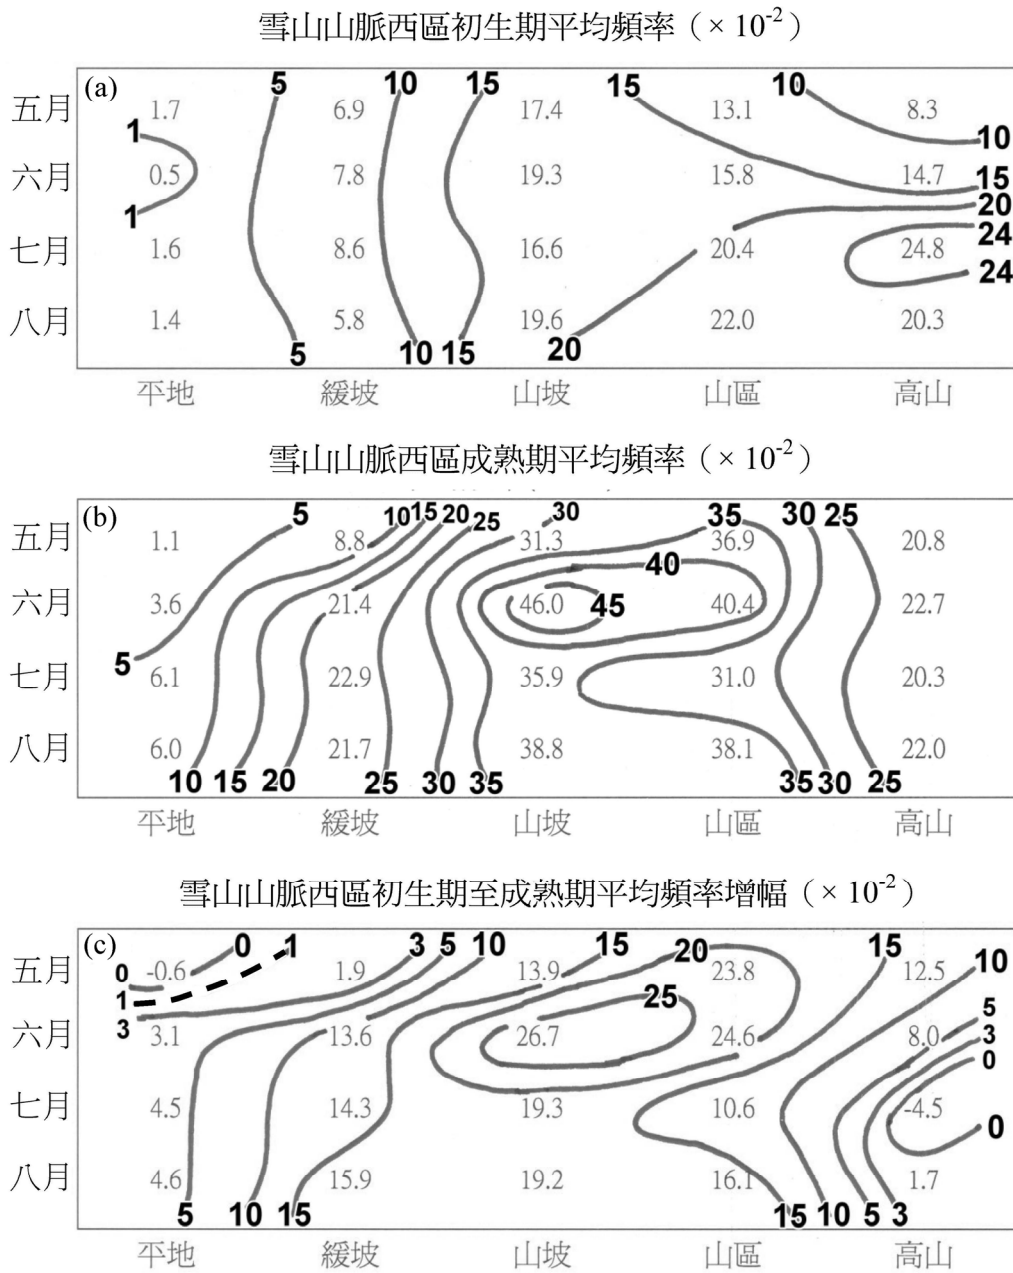 雪山山脈西區初生期平均頻率（× 10⁻²）
(a) 5 10 15 15 10
五月 1.7 6.9 17.4 13.1 8.3
1 10
六月 0.5 7.8 19.3 15.8 14.7 15
1 20
24
七月 1.6 8.6 16.6 20.4 24.8
24
八月 1.4 5.8 19.6 22.0 20.3
5 10 15 20
平地 緩坡 山坡 山區 高山
雪山山脈西區成熟期平均頻率（× 10⁻²）
(b) 5 10 15 20 25 30 35 30 25
五月 1.1 8.8 31.3 36.9 20.8
40
六月 3.6 21.4 46.0 45 40.4 22.7
5
七月 6.1 22.9 35.9 31.0 20.3
八月 6.0 21.7 38.8 38.1 22.0
10 15 20 25 30 35 35 30 25
平地 緩坡 山坡 山區 高山
雪山山脈西區初生期至成熟期平均頻率增幅（× 10⁻²）
(c) 0 1 3 5 10 15 20 15 10
五月 0 -0.6 1.9 13.9 23.8 12.5
1 25 5
六月 3 3.1 13.6 26.7 24.6 8.0 3
0
七月 4.5 14.3 19.3 10.6 -4.5
0
八月 4.6 15.9 19.2 16.1 1.7
5 10 15 15 10 5 3
平地 緩坡 山坡 山區 高山